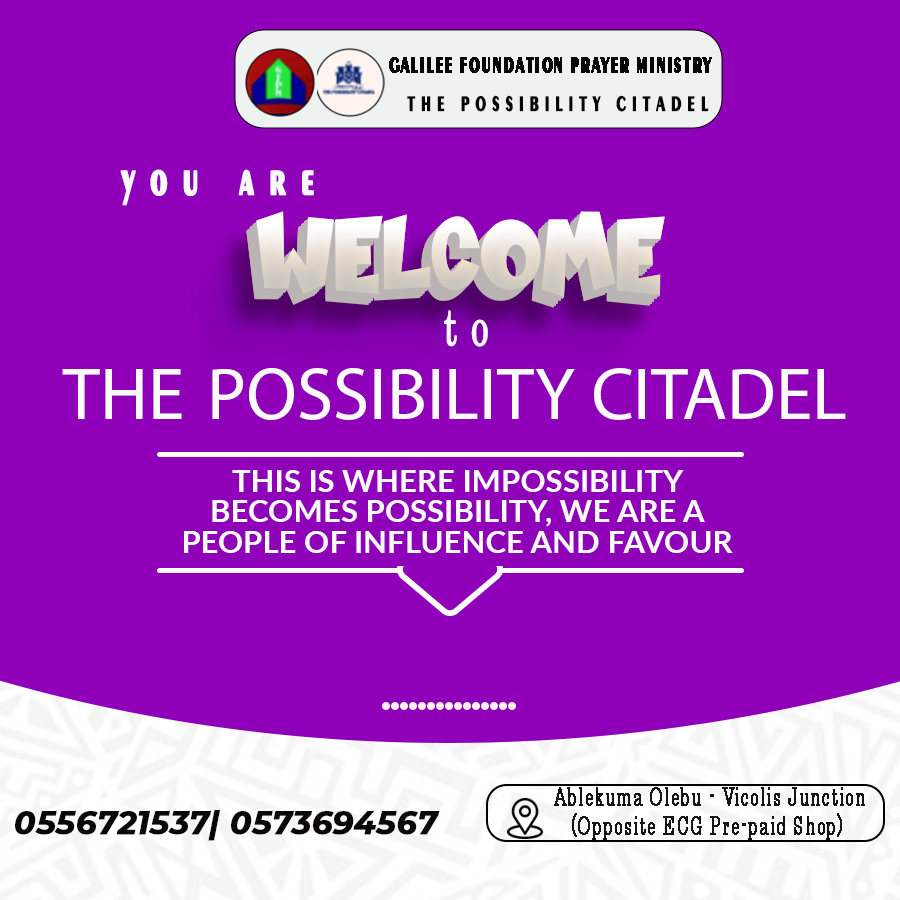 GALILEE FOUNDATION PRAYER MINISTRY
THE POSSIBILITY CITADEL
YOU ARE
WELCOME
to
THE POSSIBILITY CITADEL
THIS IS WHERE IMPOSSIBILITY
BECOMES POSSIBILITY, WE ARE A
PEOPLE OF INFLUENCE AND FAVOUR
0556721537| 0573694567
Ablekuma Olebu - Vicolis Junction
(Opposite ECG Pre-paid Shop)